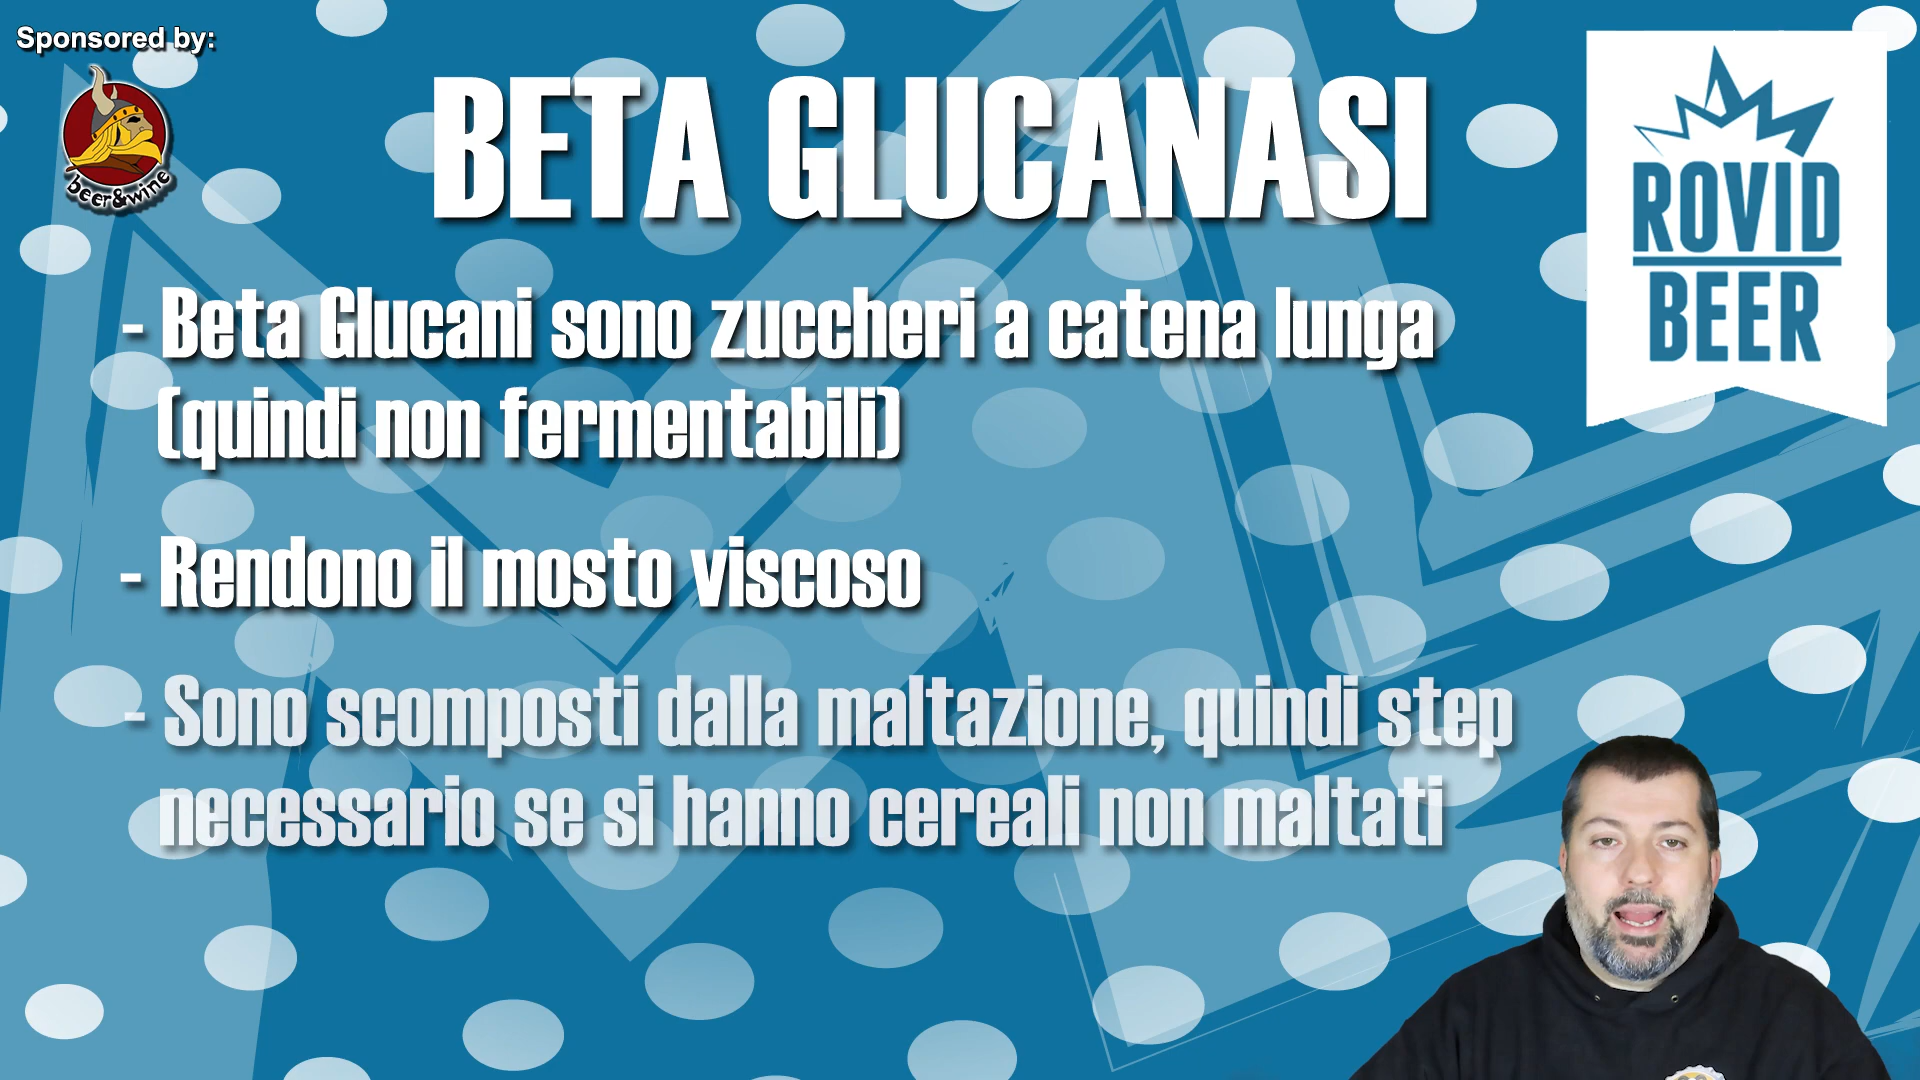 Sponsored by:
beer&wine
BETA GLUCANASI
ROVID
BEER
- Beta Glucani sono zuccheri a catena lunga
(quindi non fermentabili)
- Rendono il mosto viscoso
- Sono scomposti dalla maltazione, quindi step
necessario se si hanno cereali non maltati